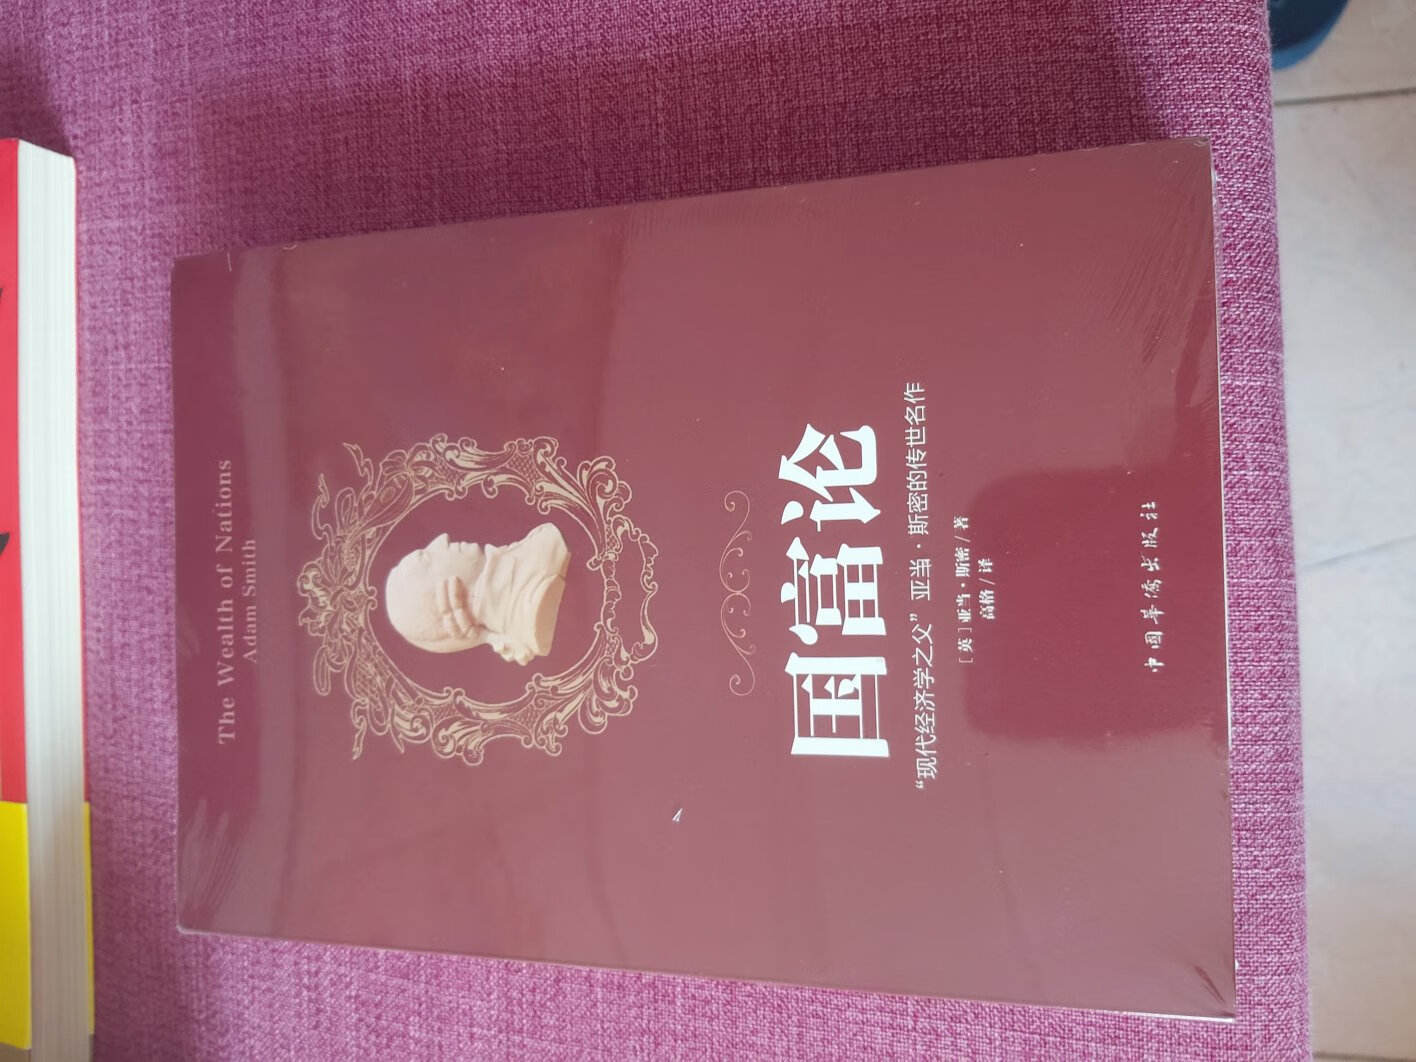 The Wealth of Nations
Adam Smith
国富论
“现代经济学之父”亚当·斯密的传世名作
[英]亚当·斯密/著
高格/译
中国华侨出版社